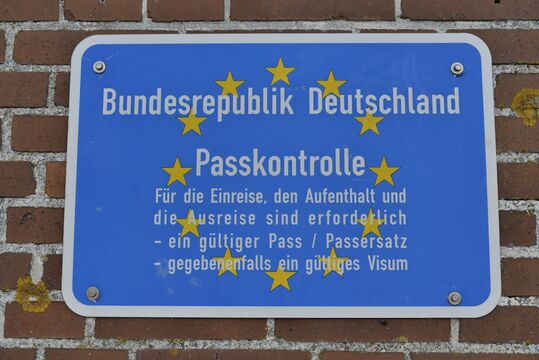 Bundesrepublik Deutschland
Passkontrolle
Für die Einreise, den Aufenthalt und
die Ausreise sind erforderlich
- ein gültiger Pass / Passersatz
- gegebenenfalls ein gültiges Visum